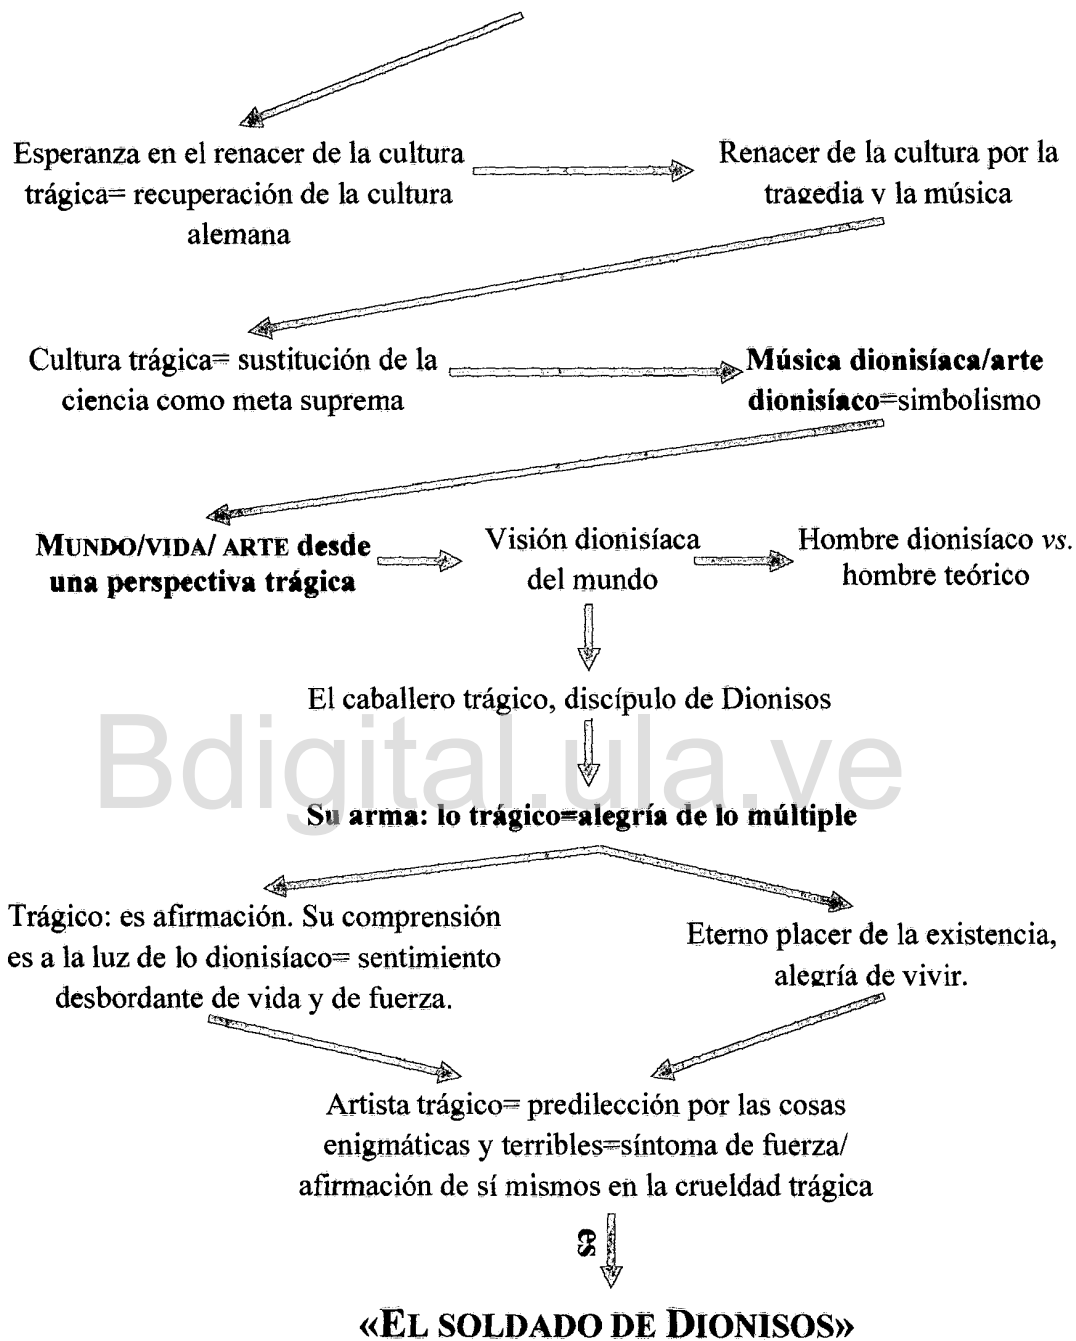 Esperanza en el renacer de la cultura
trágica= recuperación de la cultura
alemana
Renacer de la cultura por la
tragedia y la música
Cultura trágica= sustitución de la
ciencia como meta suprema
Música dionisíaca/arte
dionisíaco=simbolismo
MUNDO/VIDA/ ARTE desde
una perspectiva trágica
Visión dionisíaca
del mundo
Hombre dionisíaco vs.
hombre teórico
El caballero trágico, discípulo de Dionisos
Bdigital.ula.ve
Su arma: lo trágico=alegría de lo múltiple
Trágico: es afirmación. Su comprensión
es a la luz de lo dionisíaco= sentimiento
desbordante de vida y de fuerza.
Eterno placer de la existencia,
alegría de vivir.
Artista trágico= predilección por las cosas
enigmáticas y terribles=síntoma de fuerza/
afirmación de sí mismos en la crueldad trágica
es
«EL SOLDADO DE DIONISOS»